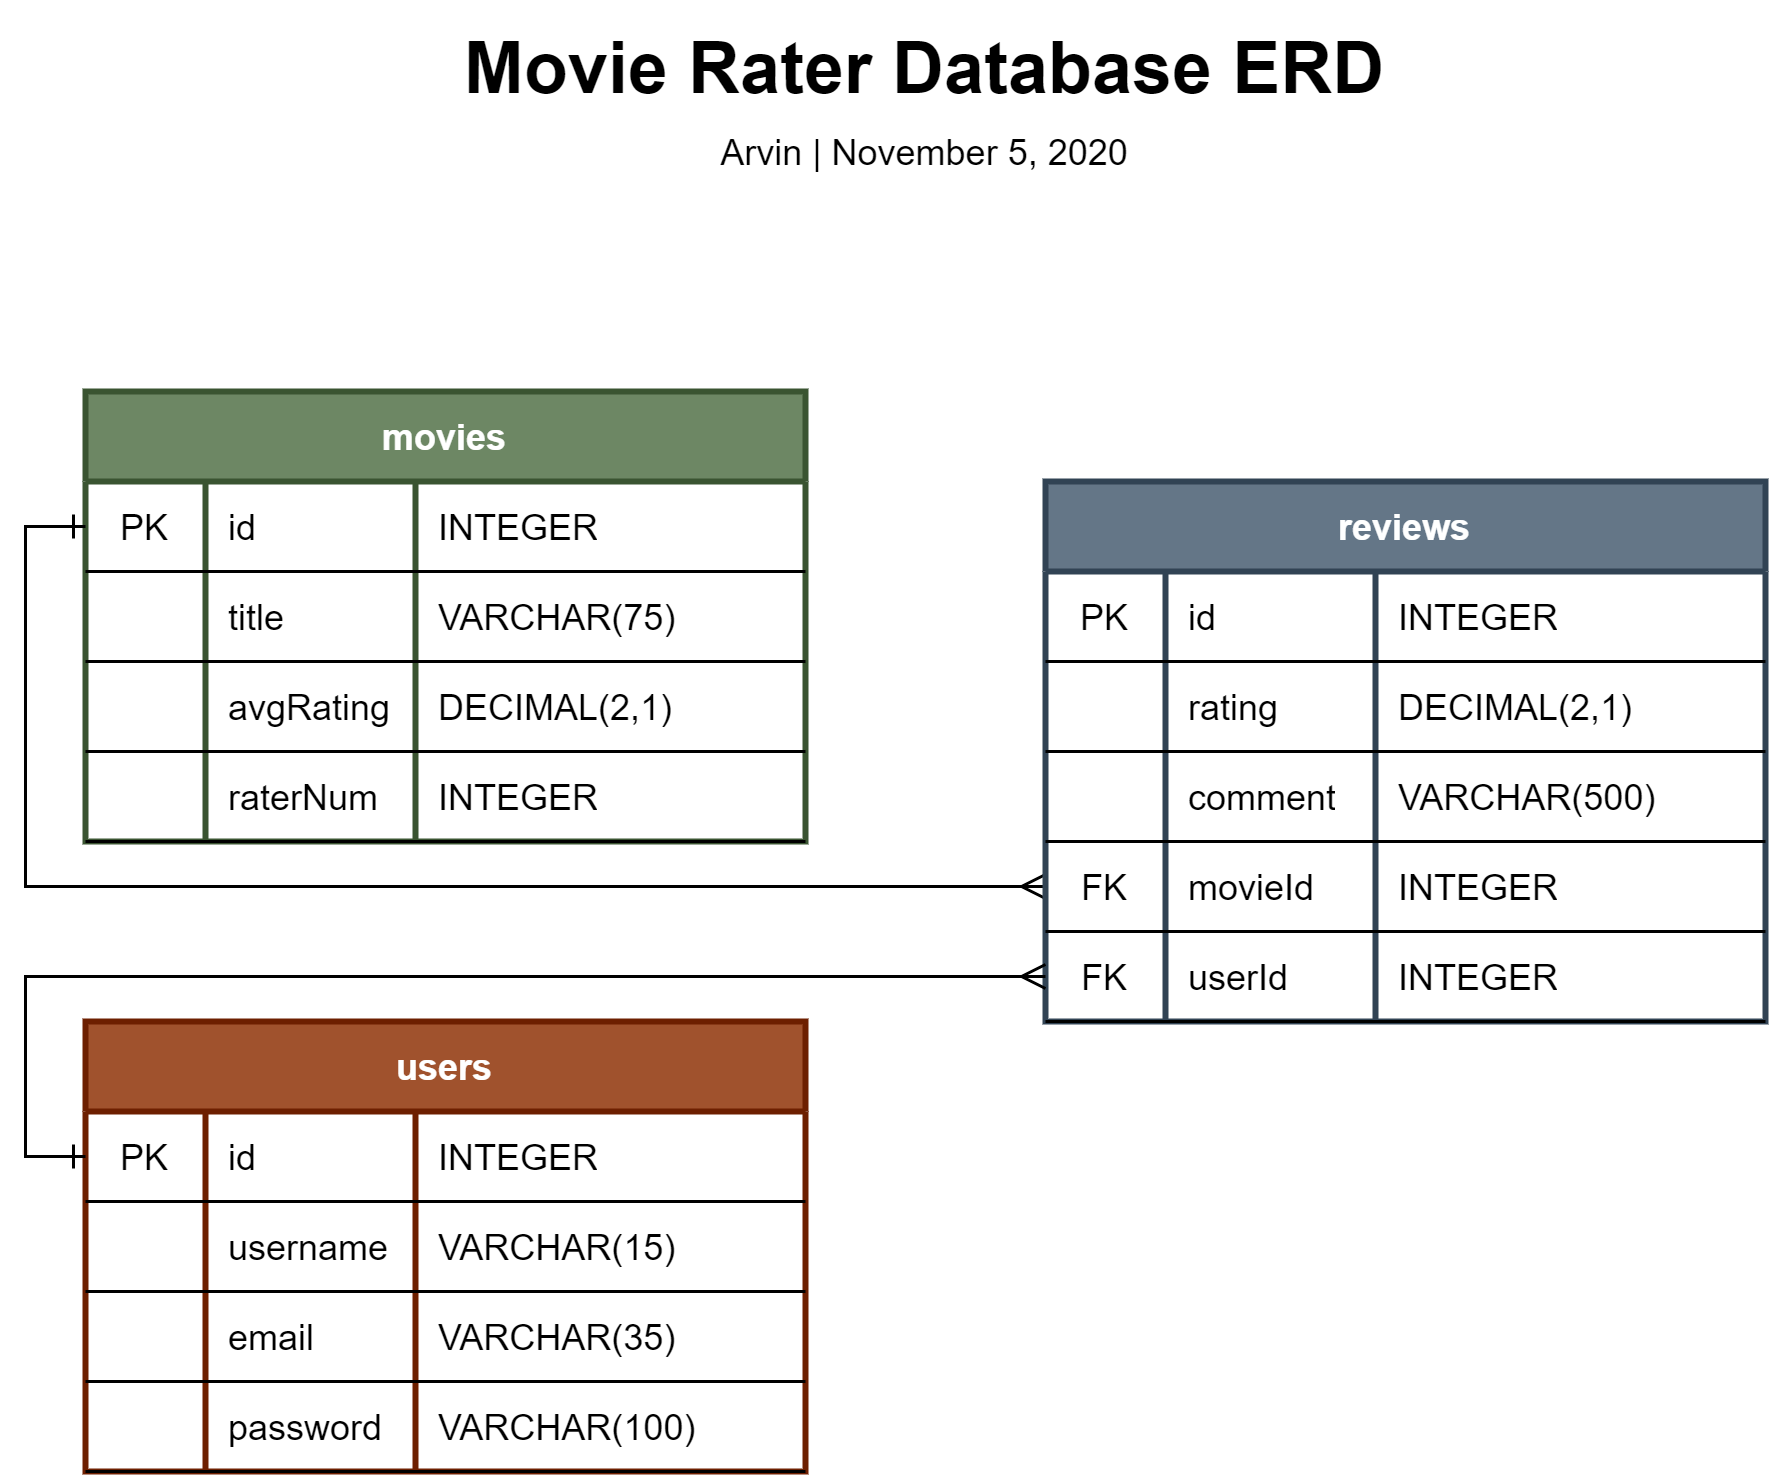 Movie Rater Database ERD
Arvin | November 5, 2020
movies
PK id INTEGER
title VARCHAR(75)
avgRating DECIMAL(2,1)
raterNum INTEGER
reviews
PK id INTEGER
rating DECIMAL(2,1)
comment VARCHAR(500)
FK movieId INTEGER
FK userId INTEGER
users
PK id INTEGER
username VARCHAR(15)
email VARCHAR(35)
password VARCHAR(100)